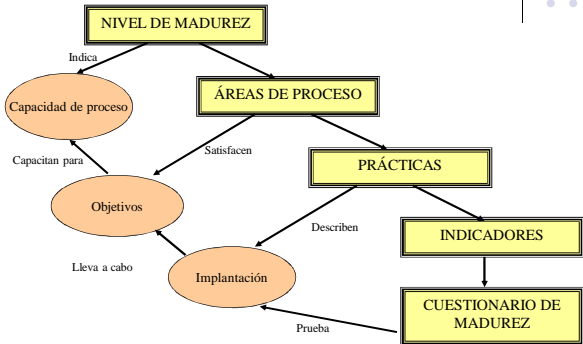 NIVEL DE MADUREZ
Indica
Capacidad de proceso
ÁREAS DE PROCESO
Capacitan para
Satisfacen
PRÁCTICAS
Objetivos
Describen
INDICADORES
Lleva a cabo
Implantación
CUESTIONARIO DE
MADUREZ
Prueba